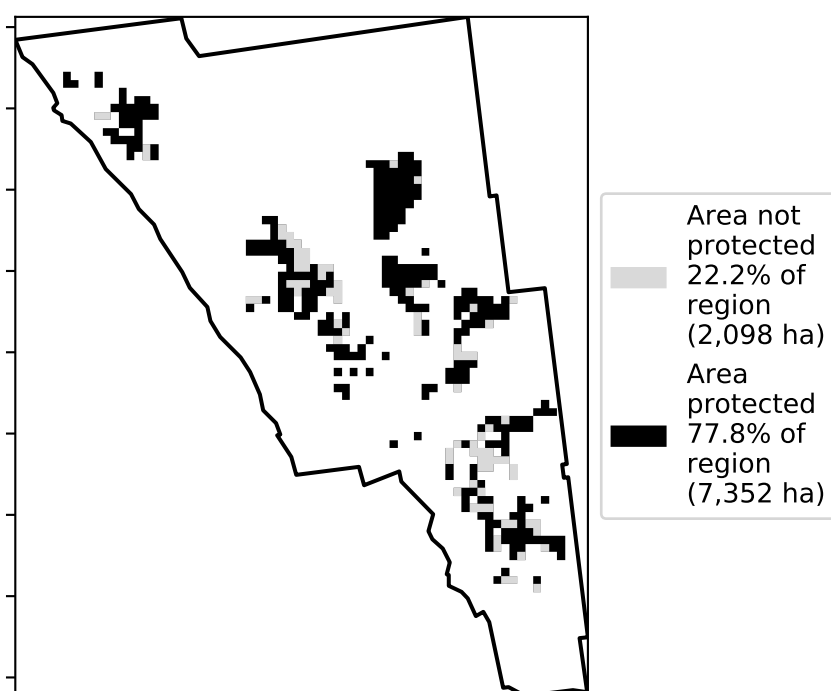 Area not
protected
22.2% of
region
(2,098 ha)
Area
protected
77.8% of
region
(7,352 ha)